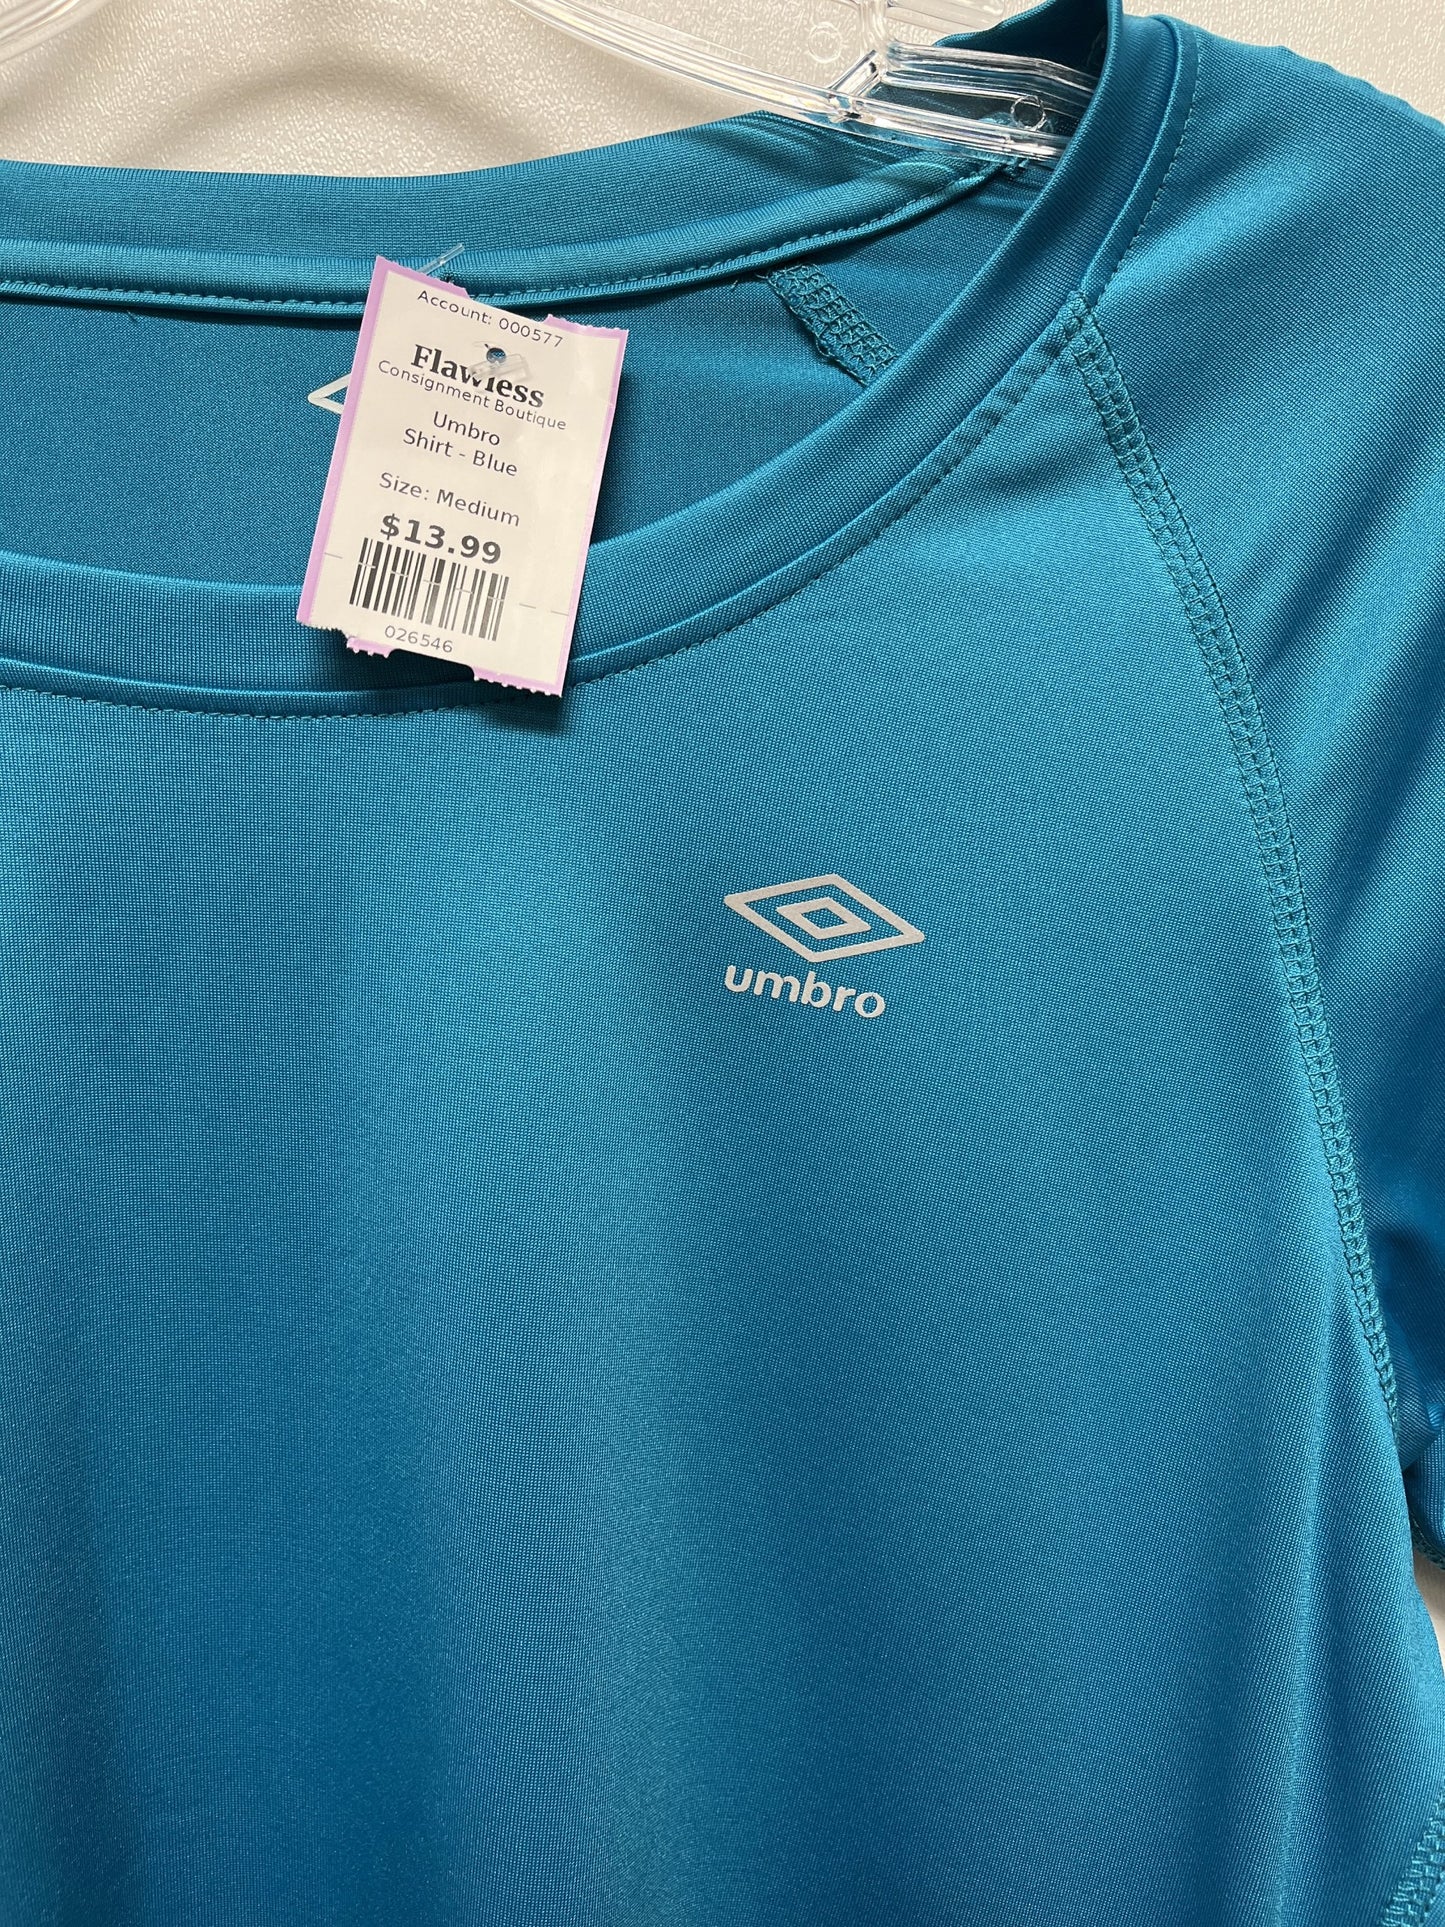 Account: 000577
Flawless
Consignment Boutique
Umbro
Shirt - Blue
Size: Medium
$13.99
026546
umbro